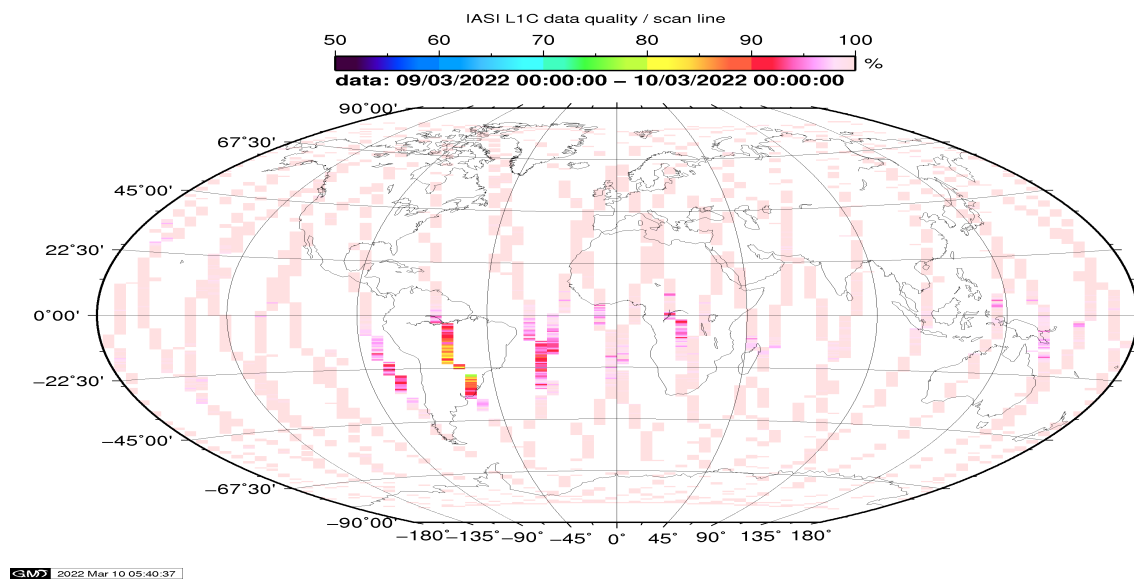 IASI L1C data quality / scan line
50 60 70 80 90 100
%
data: 09/03/2022 00:00:00 − 10/03/2022 00:00:00
90°00'
67°30'
45°00'
22°30'
0°00'
−22°30'
−45°00'
−67°30'
−90°00'
−180°−135°−90° −45° 0° 45° 90° 135° 180°
GMT 2022 Mar 10 05:40:37